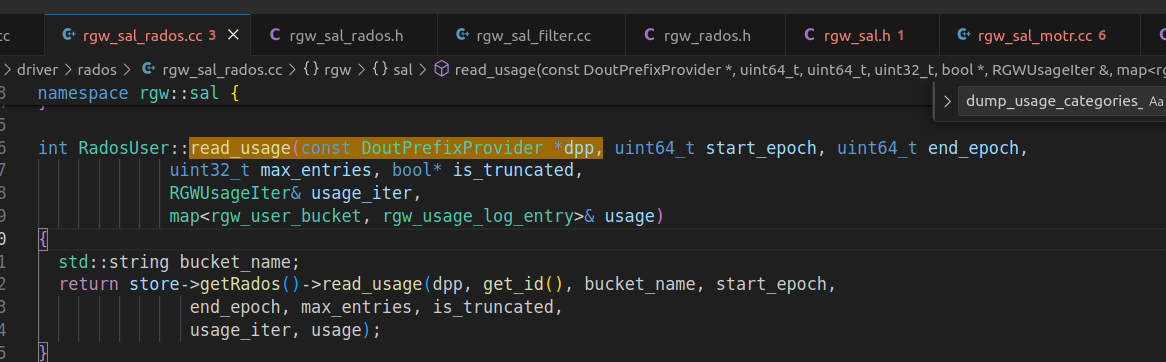 cc
rgw_sal_rados.cc 3
rgw_sal_rados.h
rgw_sal_filter.cc
rgw_rados.h
rgw_sal.h 1
rgw_sal_motr.cc 6
driver > rados > rgw_sal_rados.cc > {} rgw > {} sal > read_usage(const DoutPrefixProvider *, uint64_t, uint64_t, uint32_t, bool *, RGWUsageIter &, map<rg
3 namespace rgw::sal {
dump_usage_categories_ Aa
}
5
6 int RadosUser::read_usage(const DoutPrefixProvider *dpp, uint64_t start_epoch, uint64_t end_epoch,
7 uint32_t max_entries, bool* is_truncated,
8 RGWUsageIter& usage_iter,
9 map<rgw_user_bucket, rgw_usage_log_entry>& usage)
0 {
1 std::string bucket_name;
2 return store->getRados()->read_usage(dpp, get_id(), bucket_name, start_epoch,
3 end_epoch, max_entries, is_truncated,
4 usage_iter, usage);
5 }